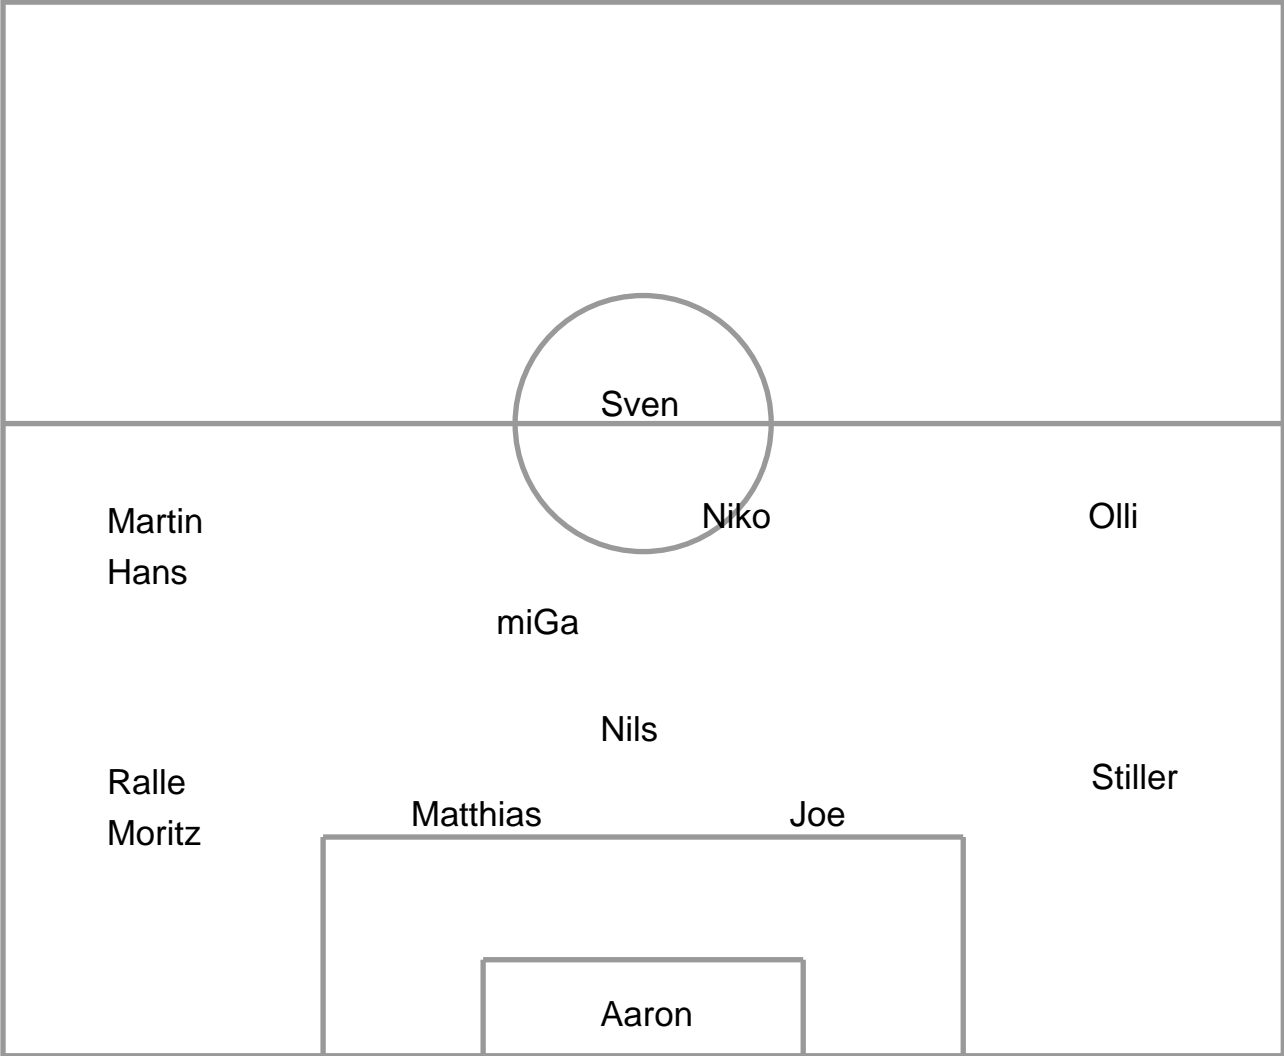 Sven
Martin
Niko
Olli
Hans
miGa
Nils
Ralle
Stiller
Matthias
Joe
Moritz
Aaron